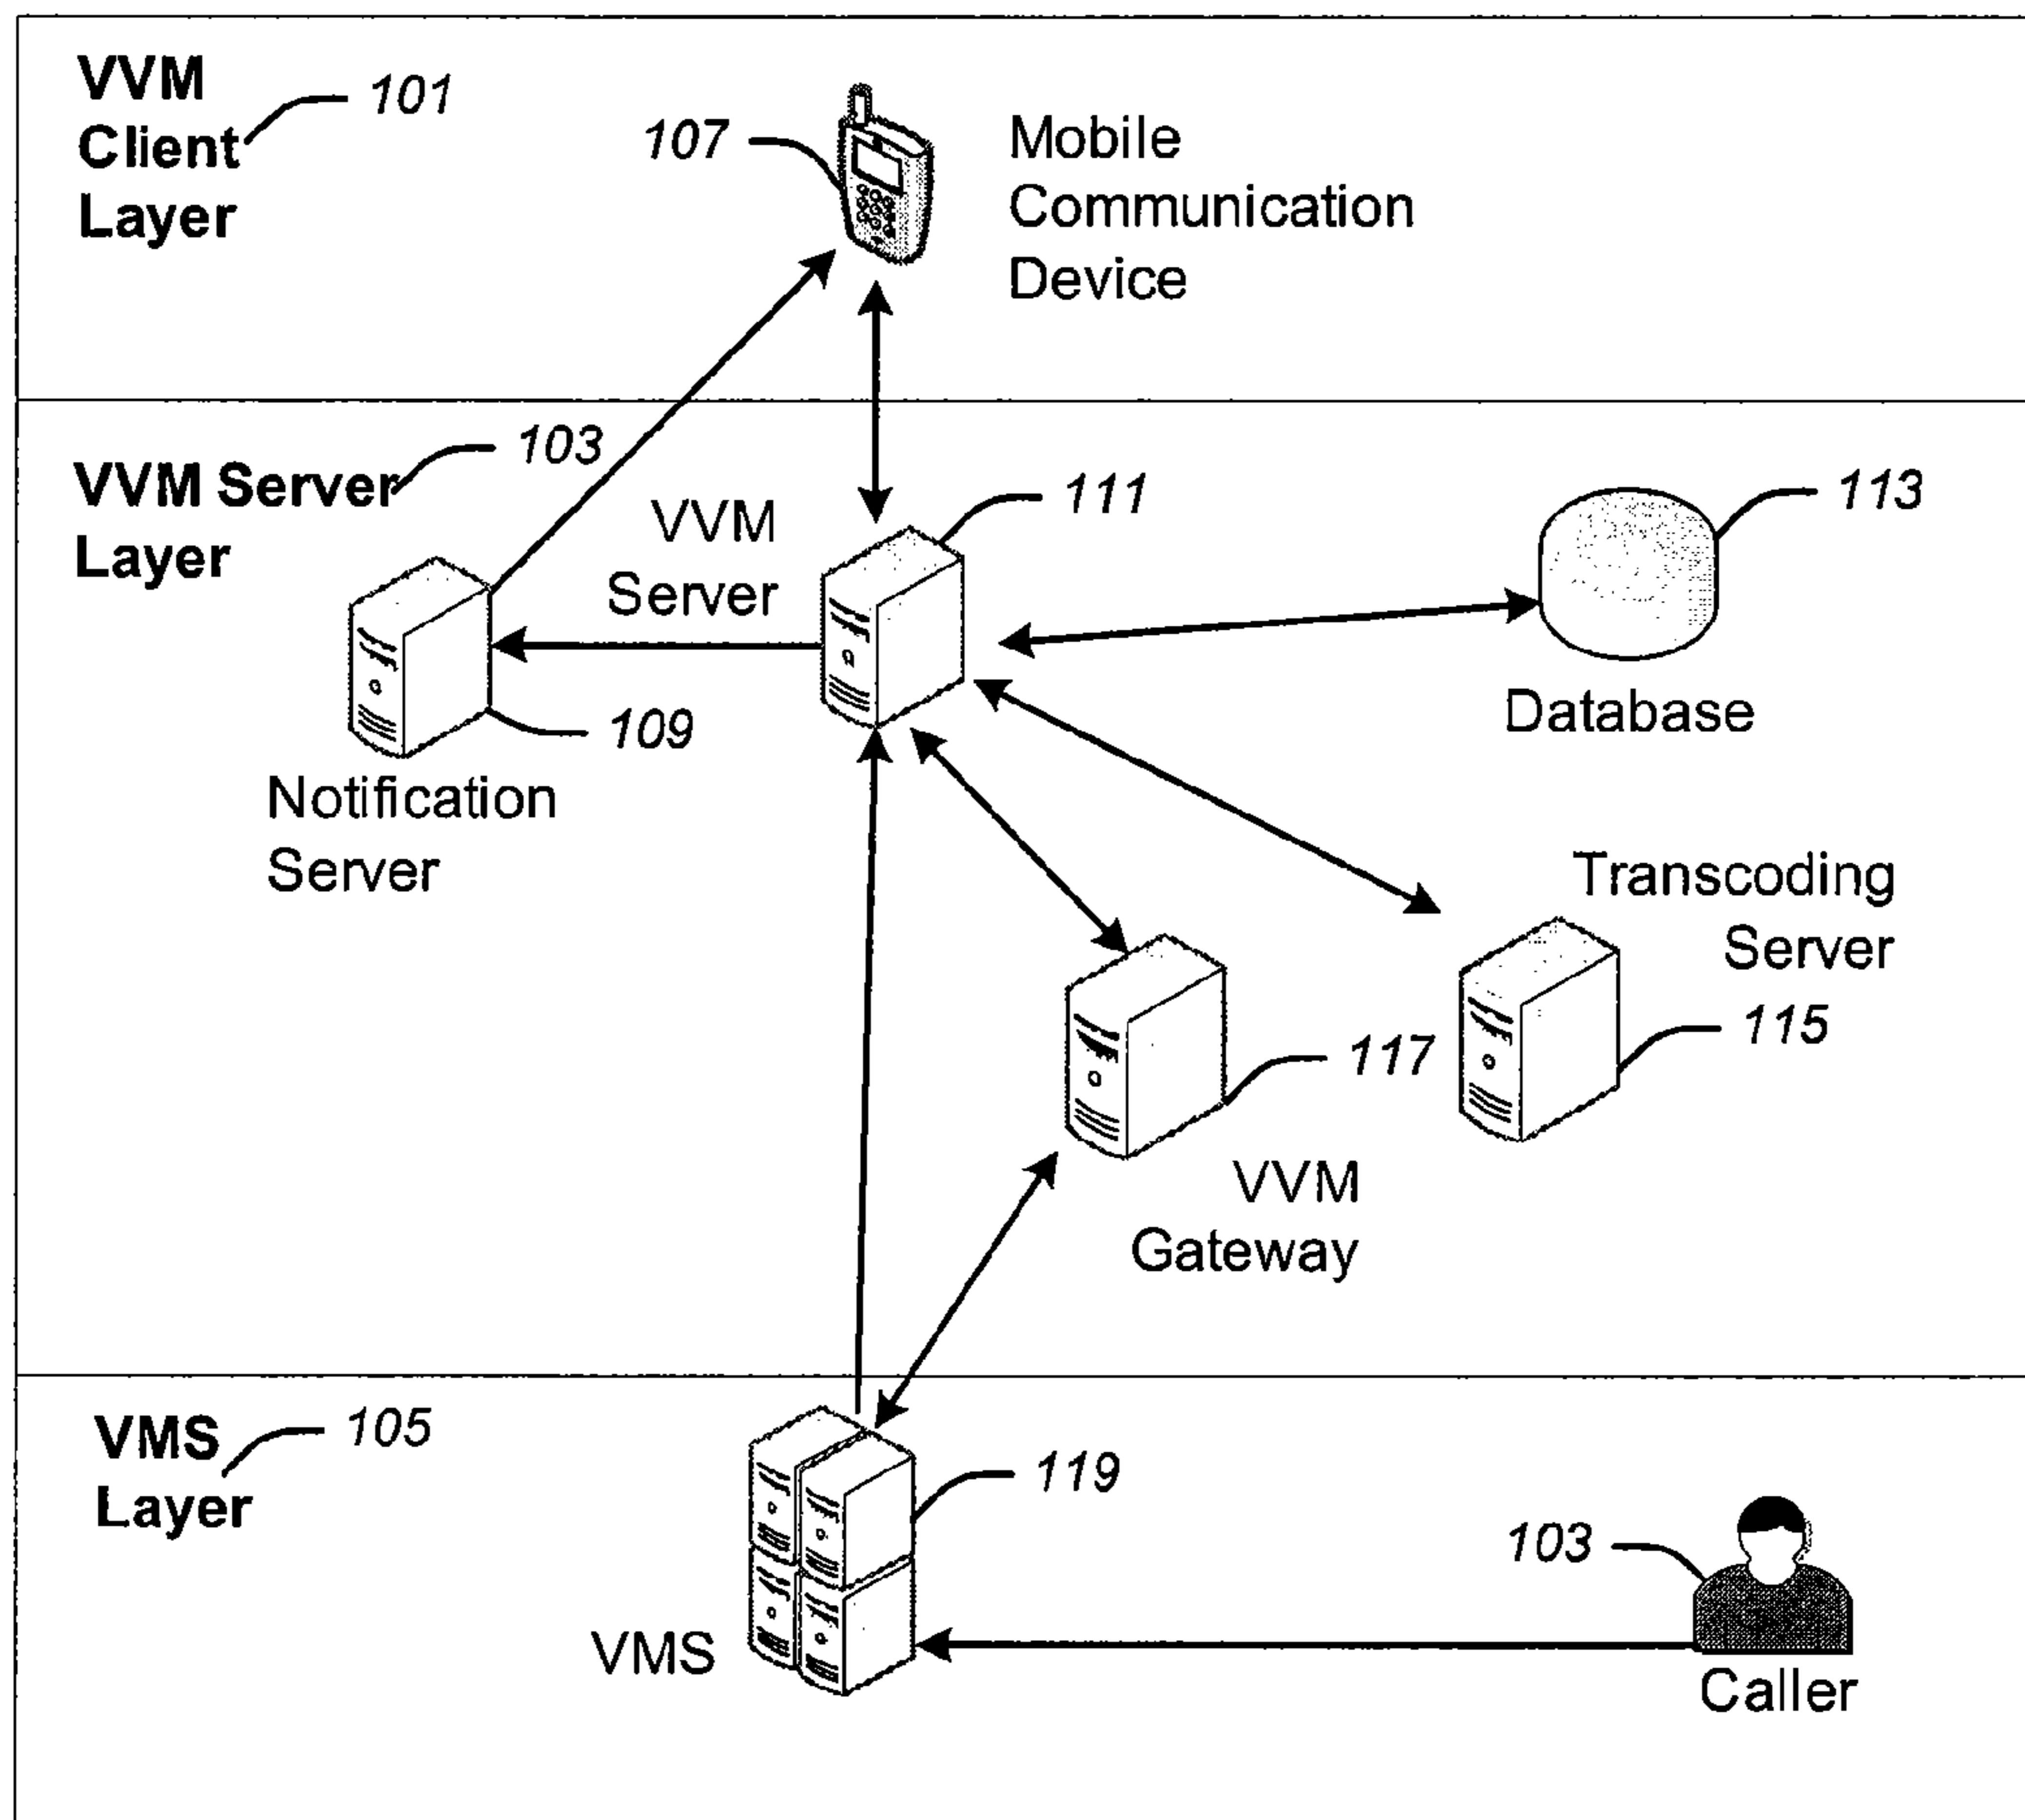 VVM
Client
Layer
101
107
Mobile
Communication
Device
VVM Server
Layer
103
VVM
Server
111
113
Database
109
Notification
Server
Transcoding
Server
115
117
VVM
Gateway
VMS
Layer
105
119
VMS
103
Caller